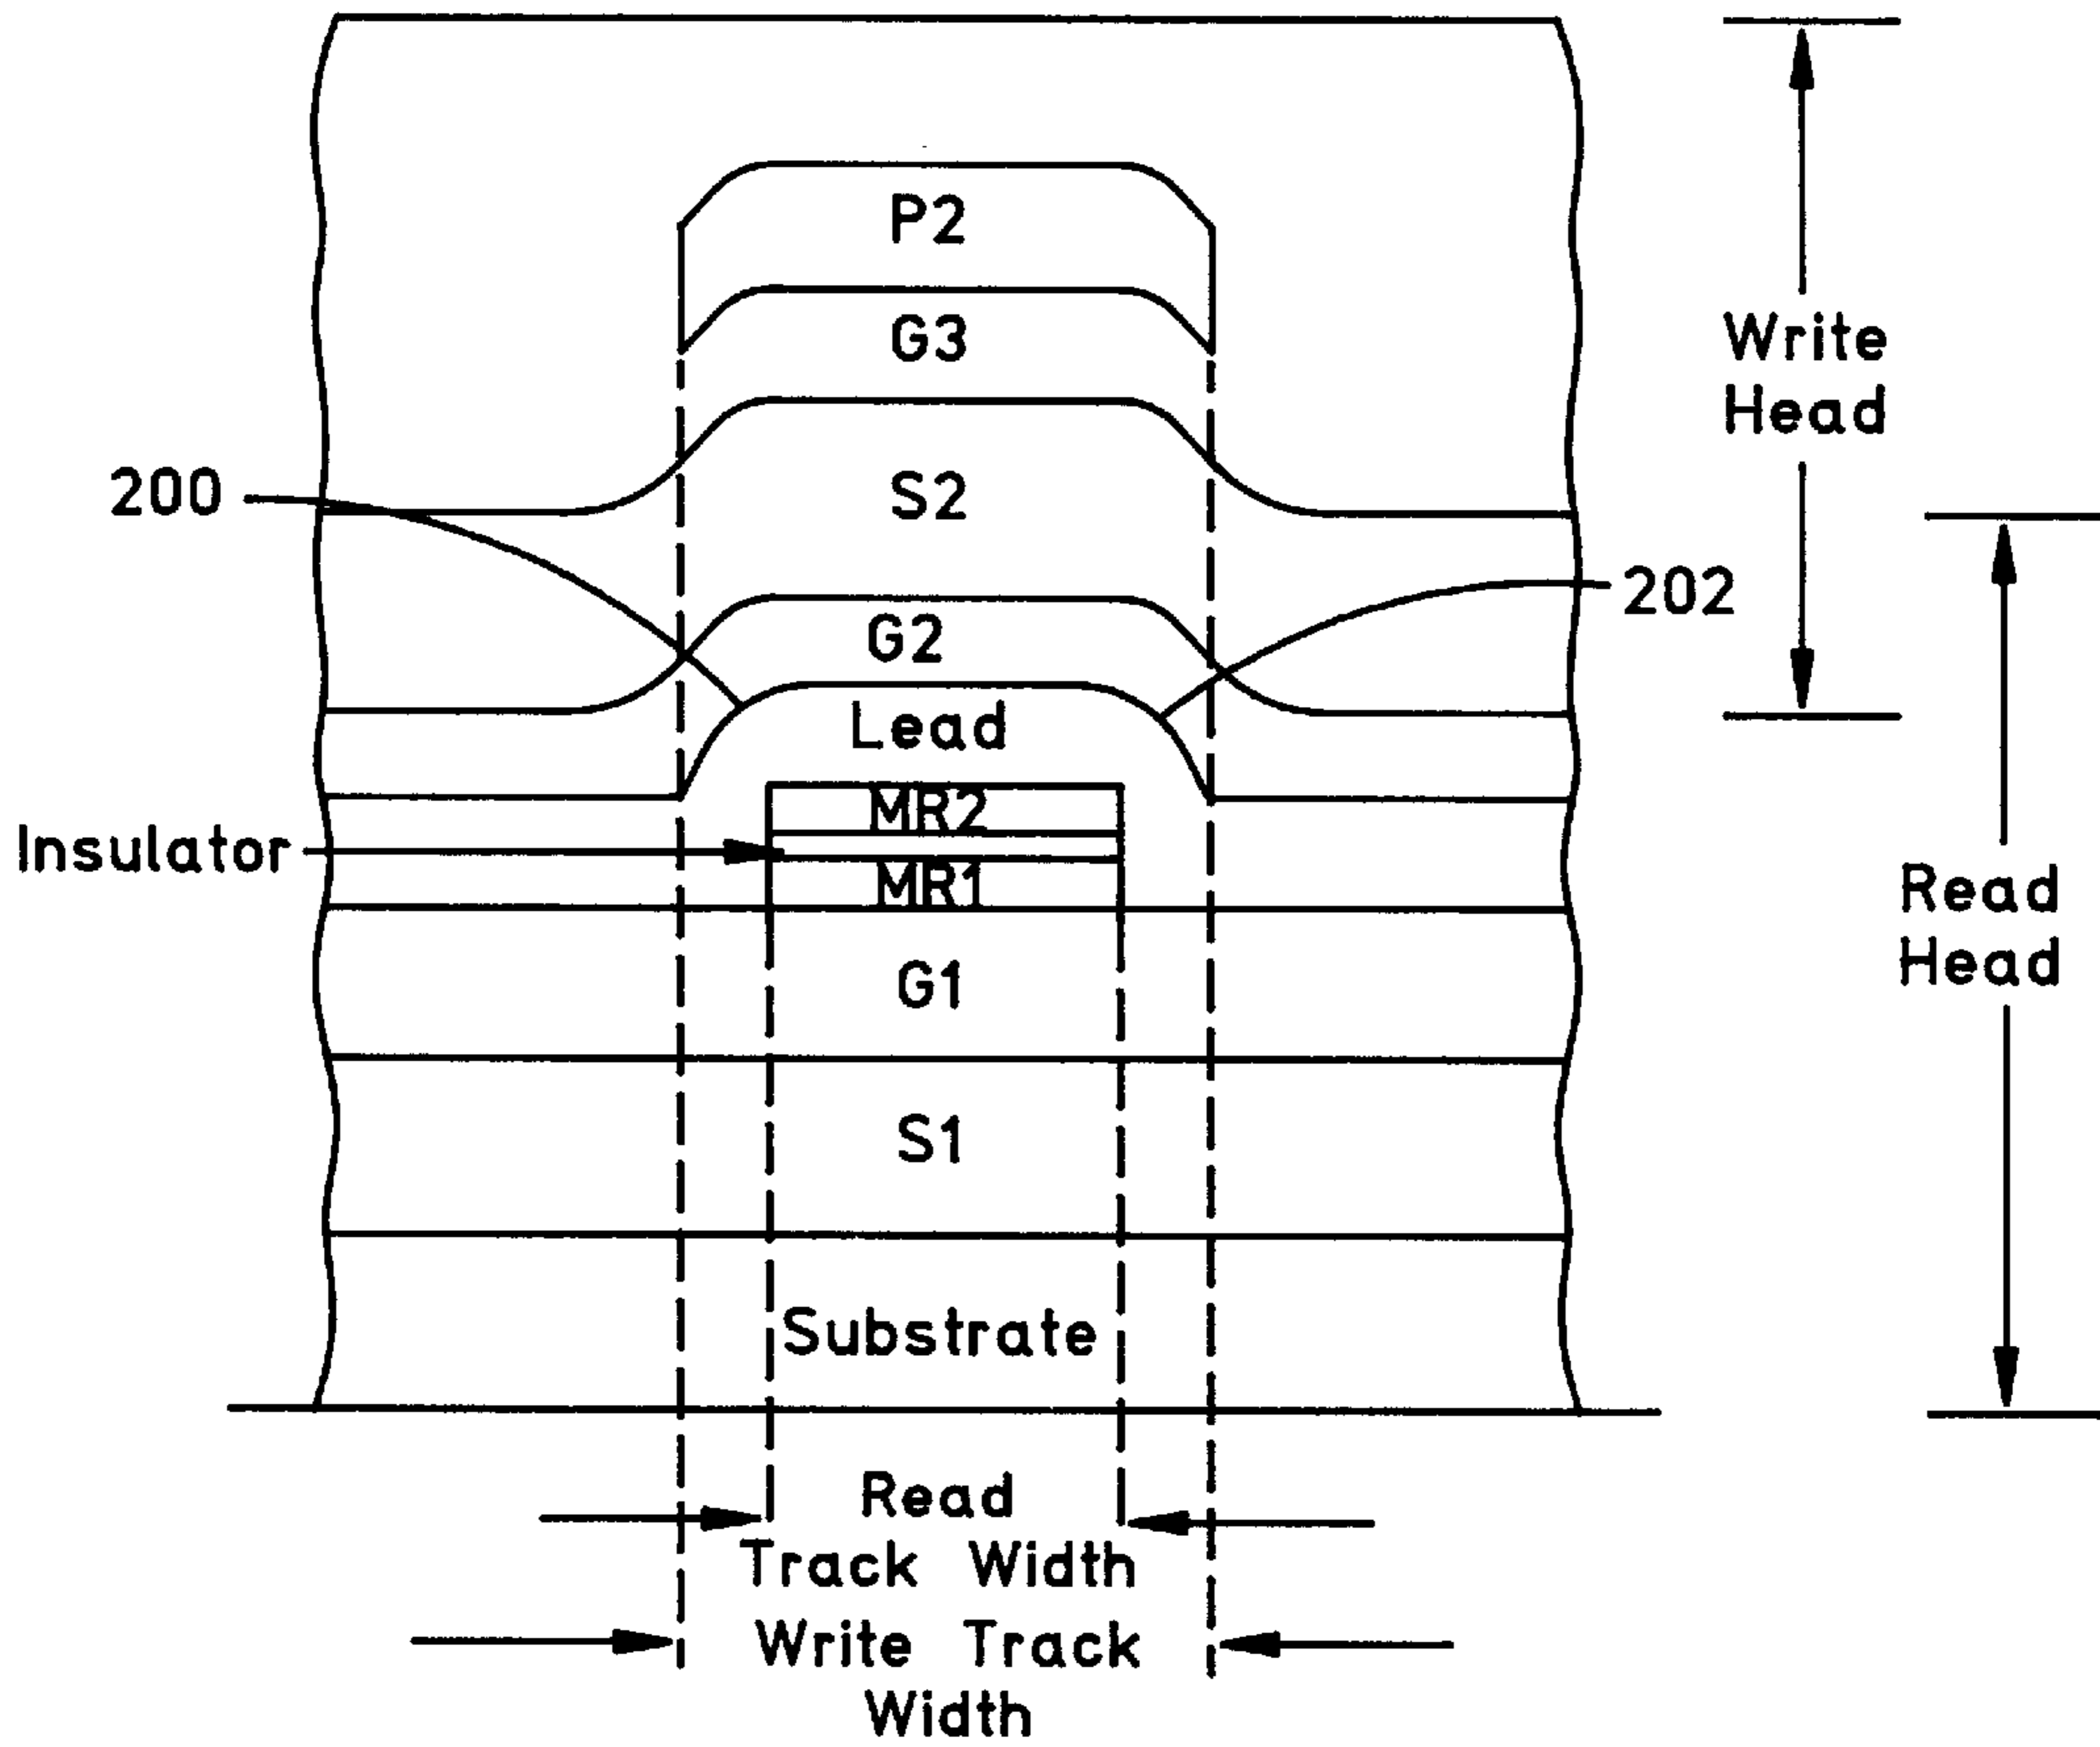 P2
G3
Write
Head
200
S2
202
G2
Lead
MR2
Insulator
MR1
Read
Head
G1
S1
Substrate
Read
Track Width
Write Track
Width